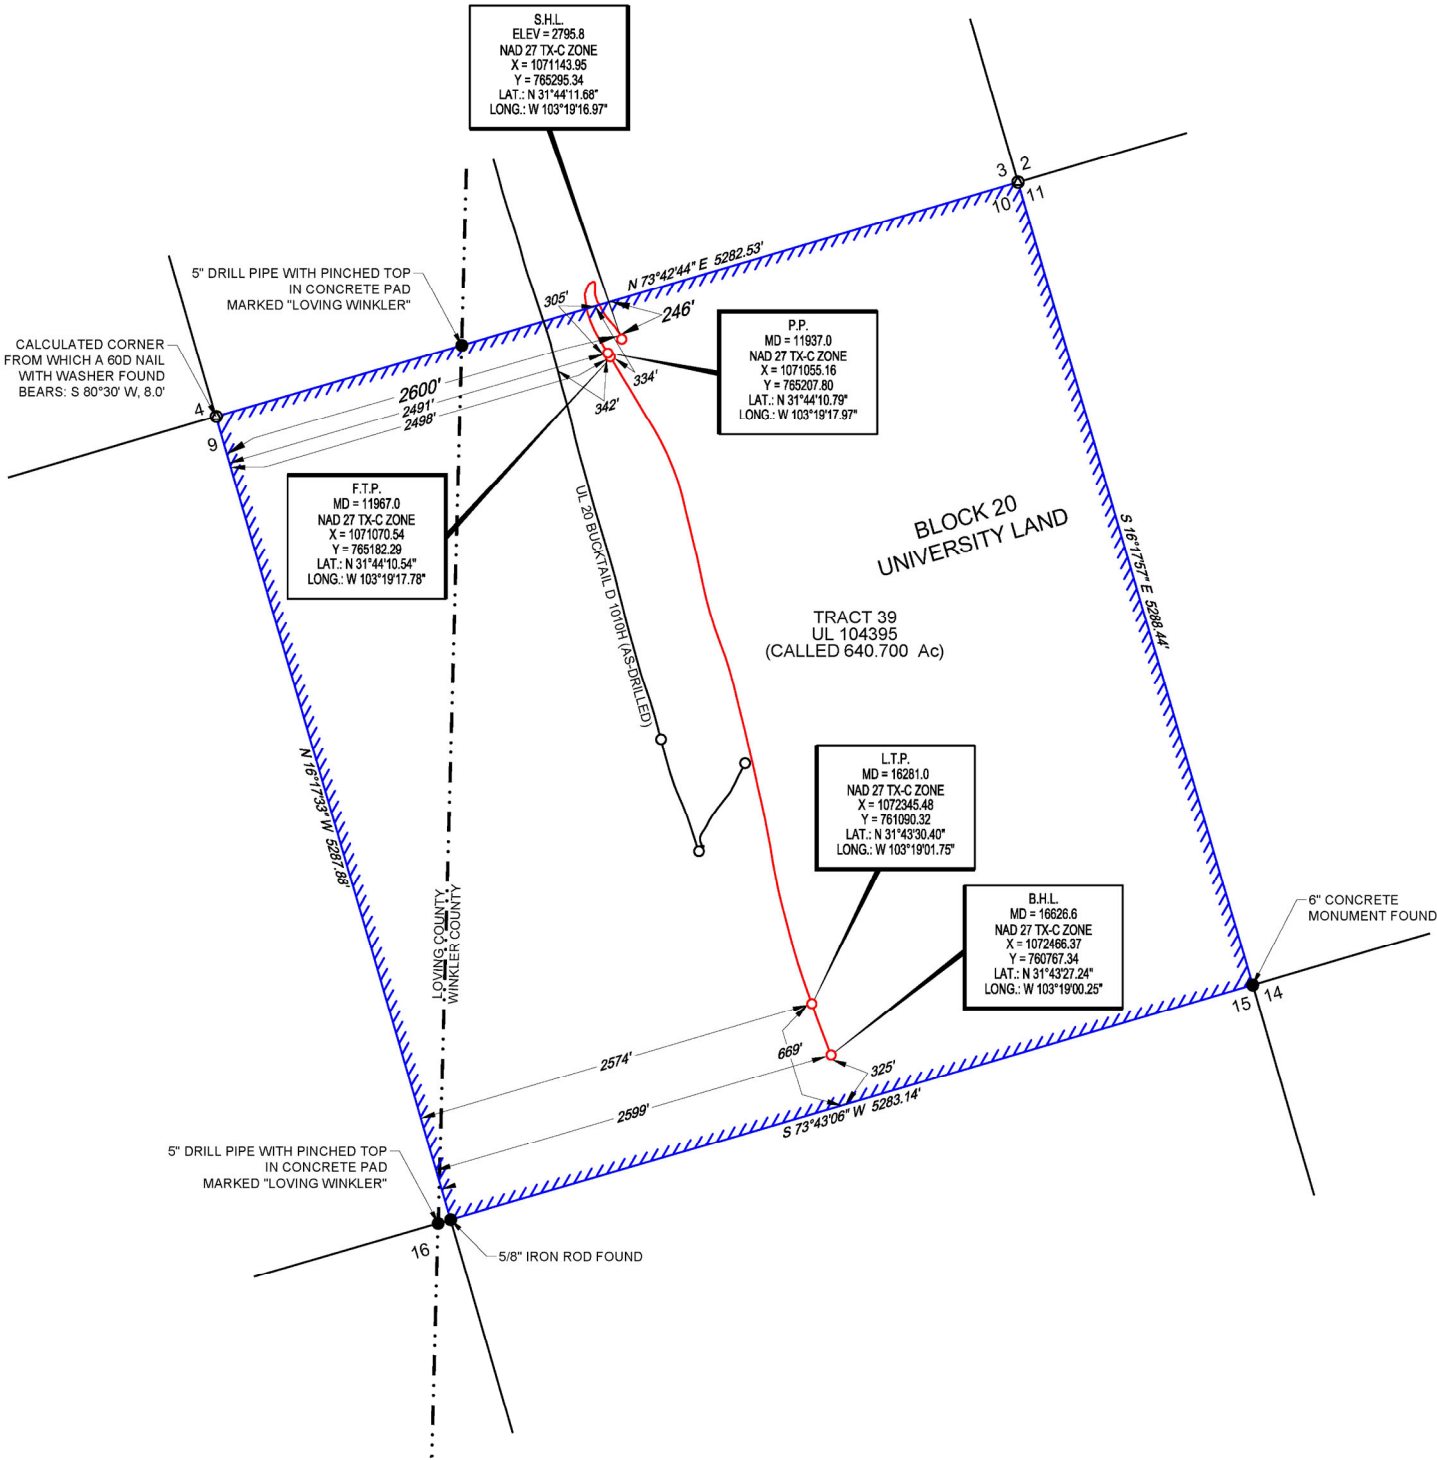 S.H.L.
ELEV = 2795.8
NAD 27 TX-C ZONE
X = 1071143.95
Y = 765295.34
LAT.: N 31°44'11.68"
LONG.: W 103°19'16.97"
3 2
10 11
N 73°42'44" E 5282.53'
5" DRILL PIPE WITH PINCHED TOP
IN CONCRETE PAD
MARKED "LOVING WINKLER"
305'
246'
P.P.
MD = 11937.0
NAD 27 TX-C ZONE
X = 1071055.16
Y = 765207.80
LAT.: N 31°44'10.79"
LONG.: W 103°19'17.97"
CALCULATED CORNER
FROM WHICH A 60D NAIL
WITH WASHER FOUND
BEARS: S 80°30' W, 8.0'
4
9
2600'
2491'
2498'
334'
342'
F.T.P.
MD = 11967.0
NAD 27 TX-C ZONE
X = 1071070.54
Y = 765182.29
LAT.: N 31°44'10.54"
LONG.: W 103°19'17.78"
UL 20 BUCKTAIL D 1010H (AS-DRILLED)
BLOCK 20
UNIVERSITY LAND
S 16°17'57" E 5288.44'
TRACT 39
UL 104395
(CALLED 640.700 Ac)
N 16°17'33" W 5287.88'
L.T.P.
MD = 16281.0
NAD 27 TX-C ZONE
X = 1072345.48
Y = 761090.32
LAT.: N 31°43'30.40"
LONG.: W 103°19'01.75"
LOVING COUNTY
WINKLER COUNTY
B.H.L.
MD = 16626.6
NAD 27 TX-C ZONE
X = 1072466.37
Y = 760767.34
LAT.: N 31°43'27.24"
LONG.: W 103°19'00.25"
6" CONCRETE
MONUMENT FOUND
15 14
2574'
669'
325'
2599'
S 73°43'06" W 5283.14'
5" DRILL PIPE WITH PINCHED TOP
IN CONCRETE PAD
MARKED "LOVING WINKLER"
16
5/8" IRON ROD FOUND